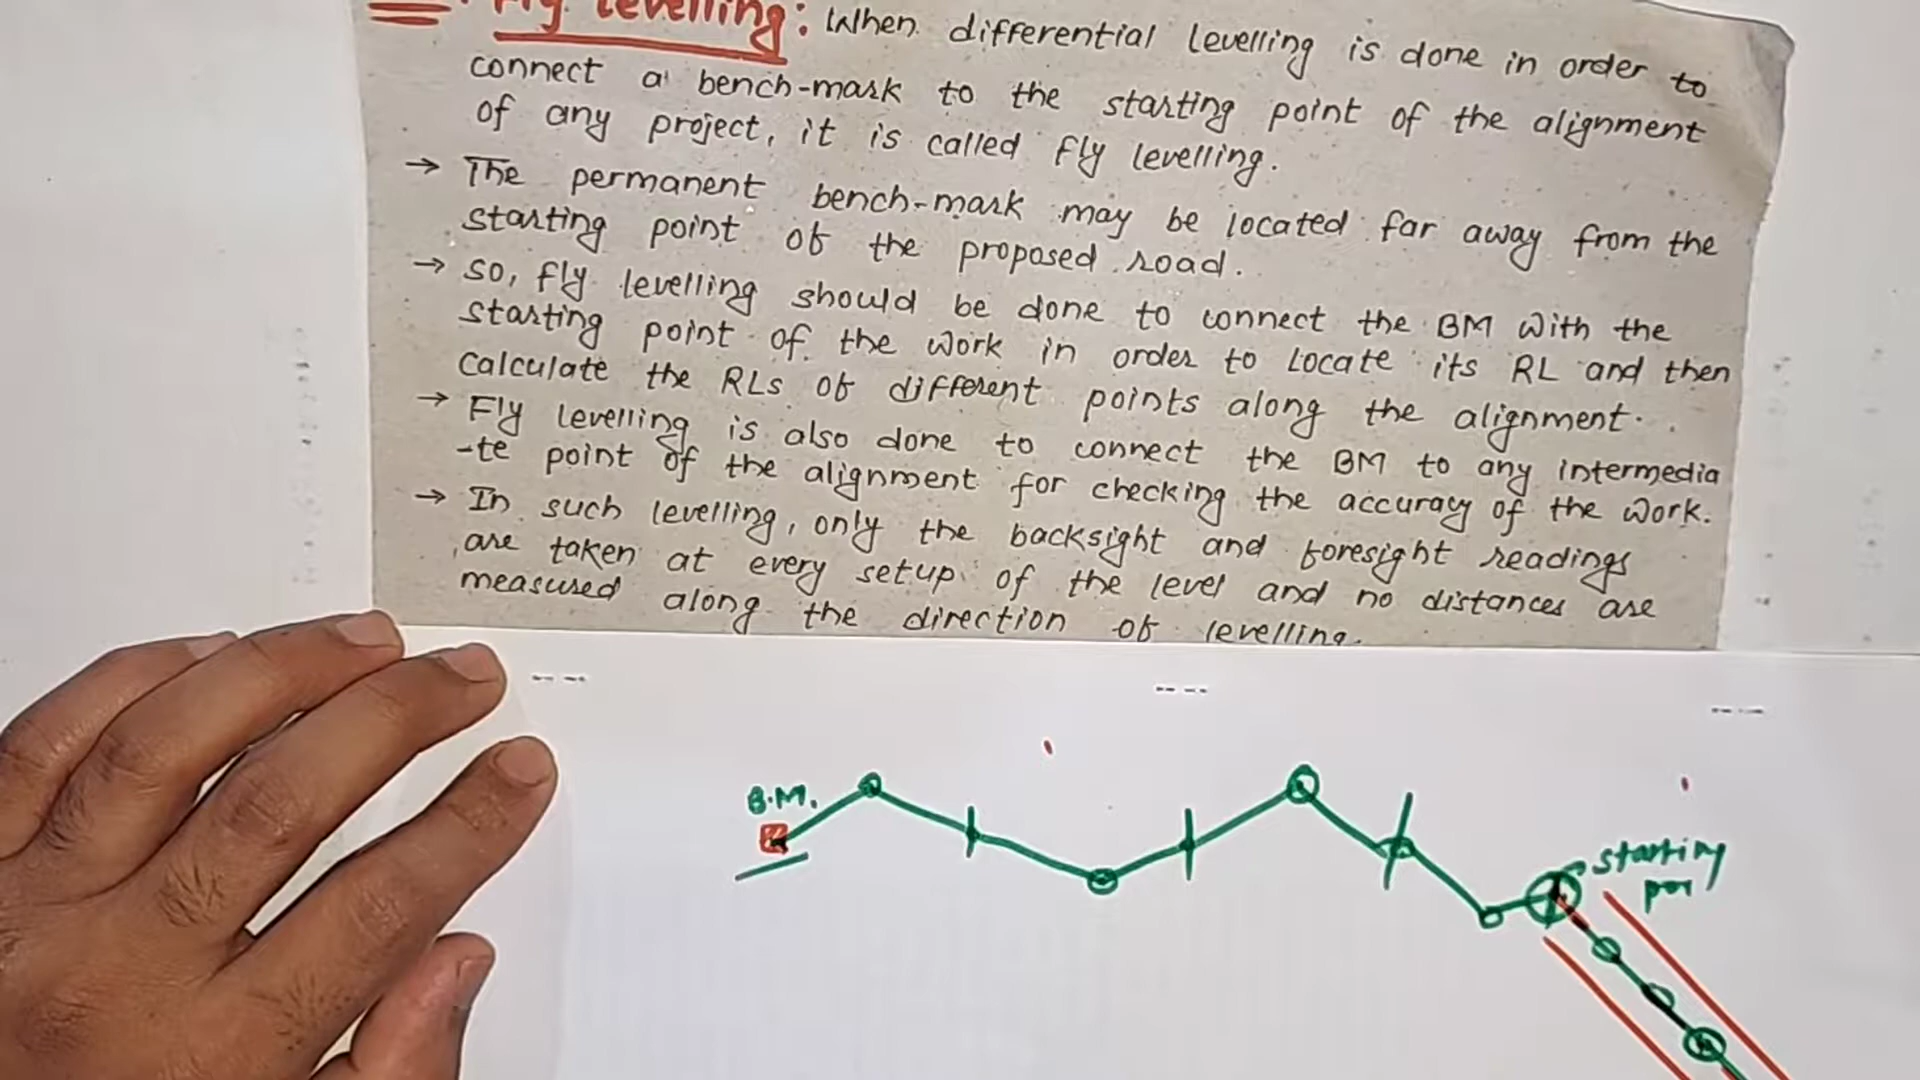 Fly levelling: When differential levelling is done in order to
connect a bench-mark to the starting point of the alignment
of any project, it is called Fly levelling.
→ The permanent bench-mark may be located far away from the
starting point of the proposed road.
→ so, fly levelling should be done to connect the BM with the
starting point of the work in order to locate its RL and then
calculate the RLs of different points along the alignment.
→ Fly levelling is also done to connect the BM to any intermedia
-te point of the alignment for checking the accuracy of the work.
→ In such levelling, only the backsight and foresight readings
are taken at every setup of the level and no distances are
measured along the direction of levelling.
B.M.
starting
poi